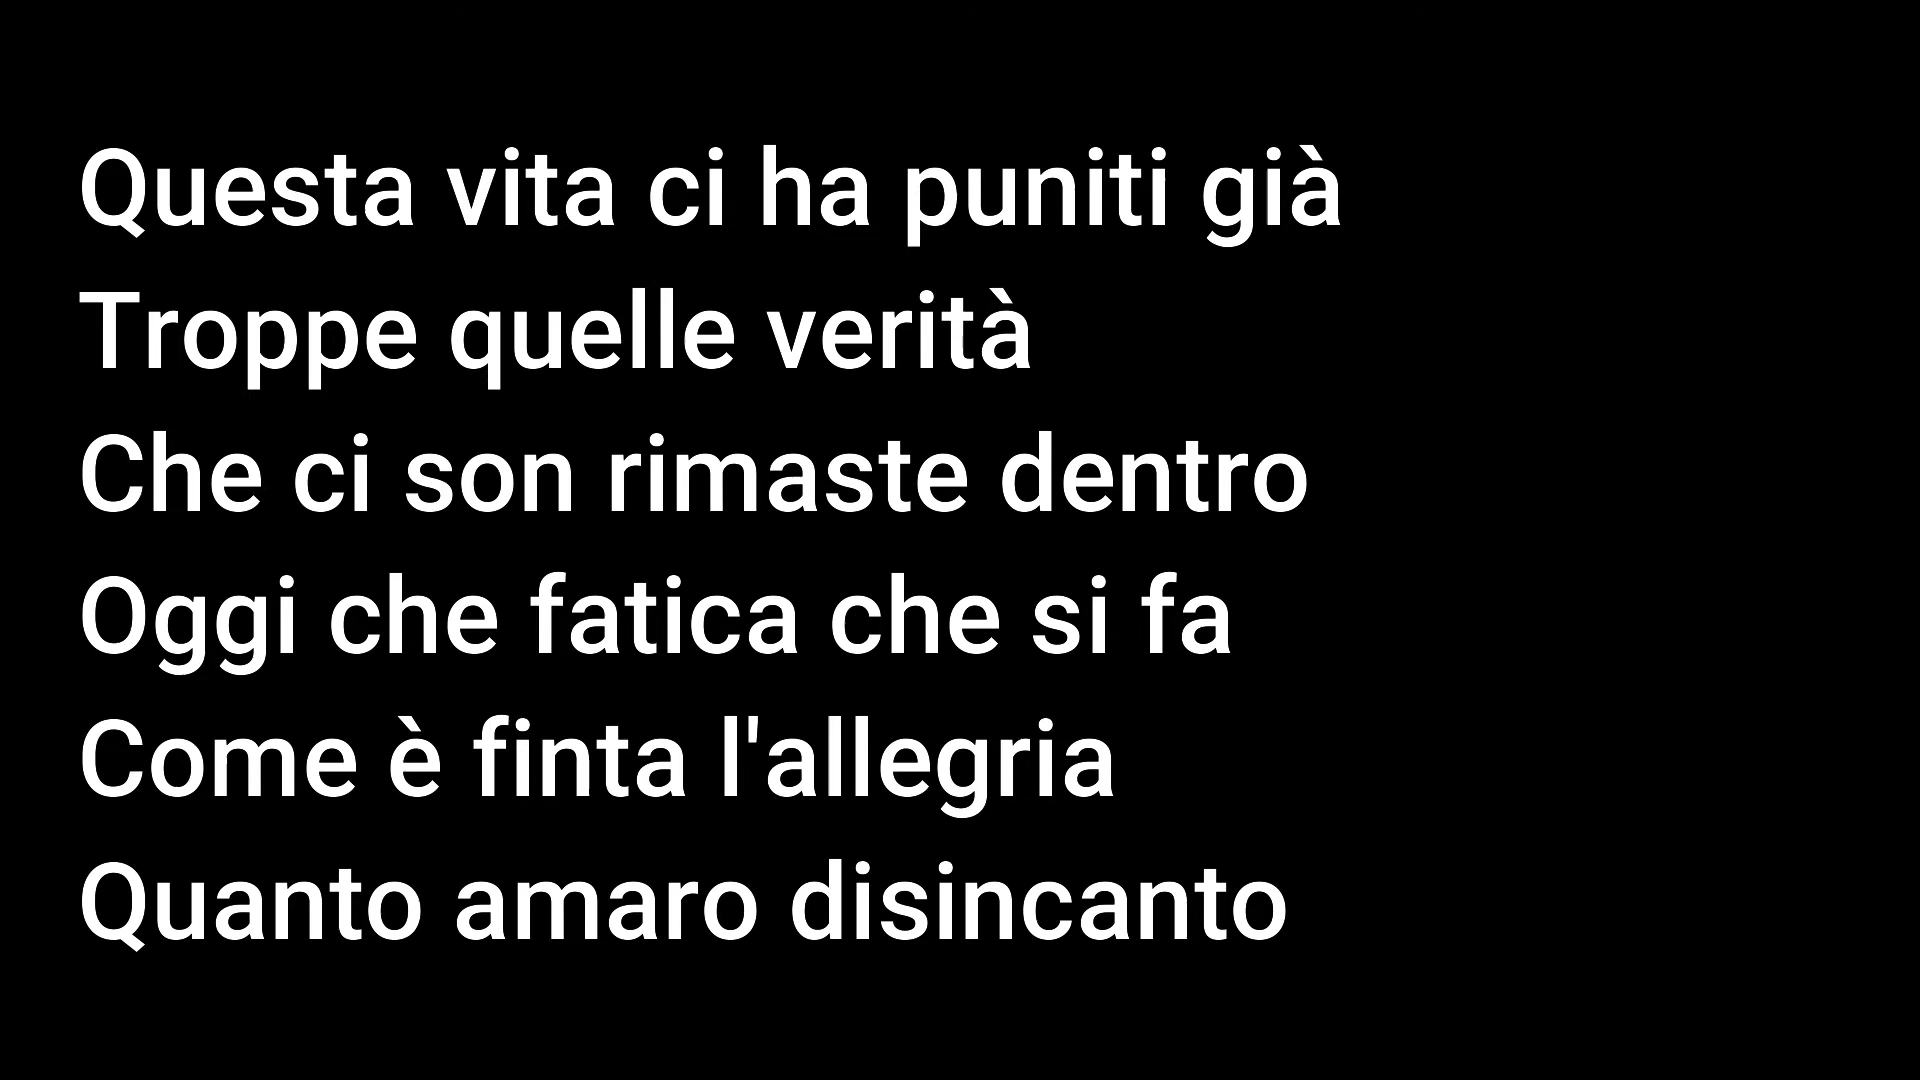 Questa vita ci ha puniti già
Troppe quelle verità
Che ci son rimaste dentro
Oggi che fatica che si fa
Come è finta l'allegria
Quanto amaro disincanto